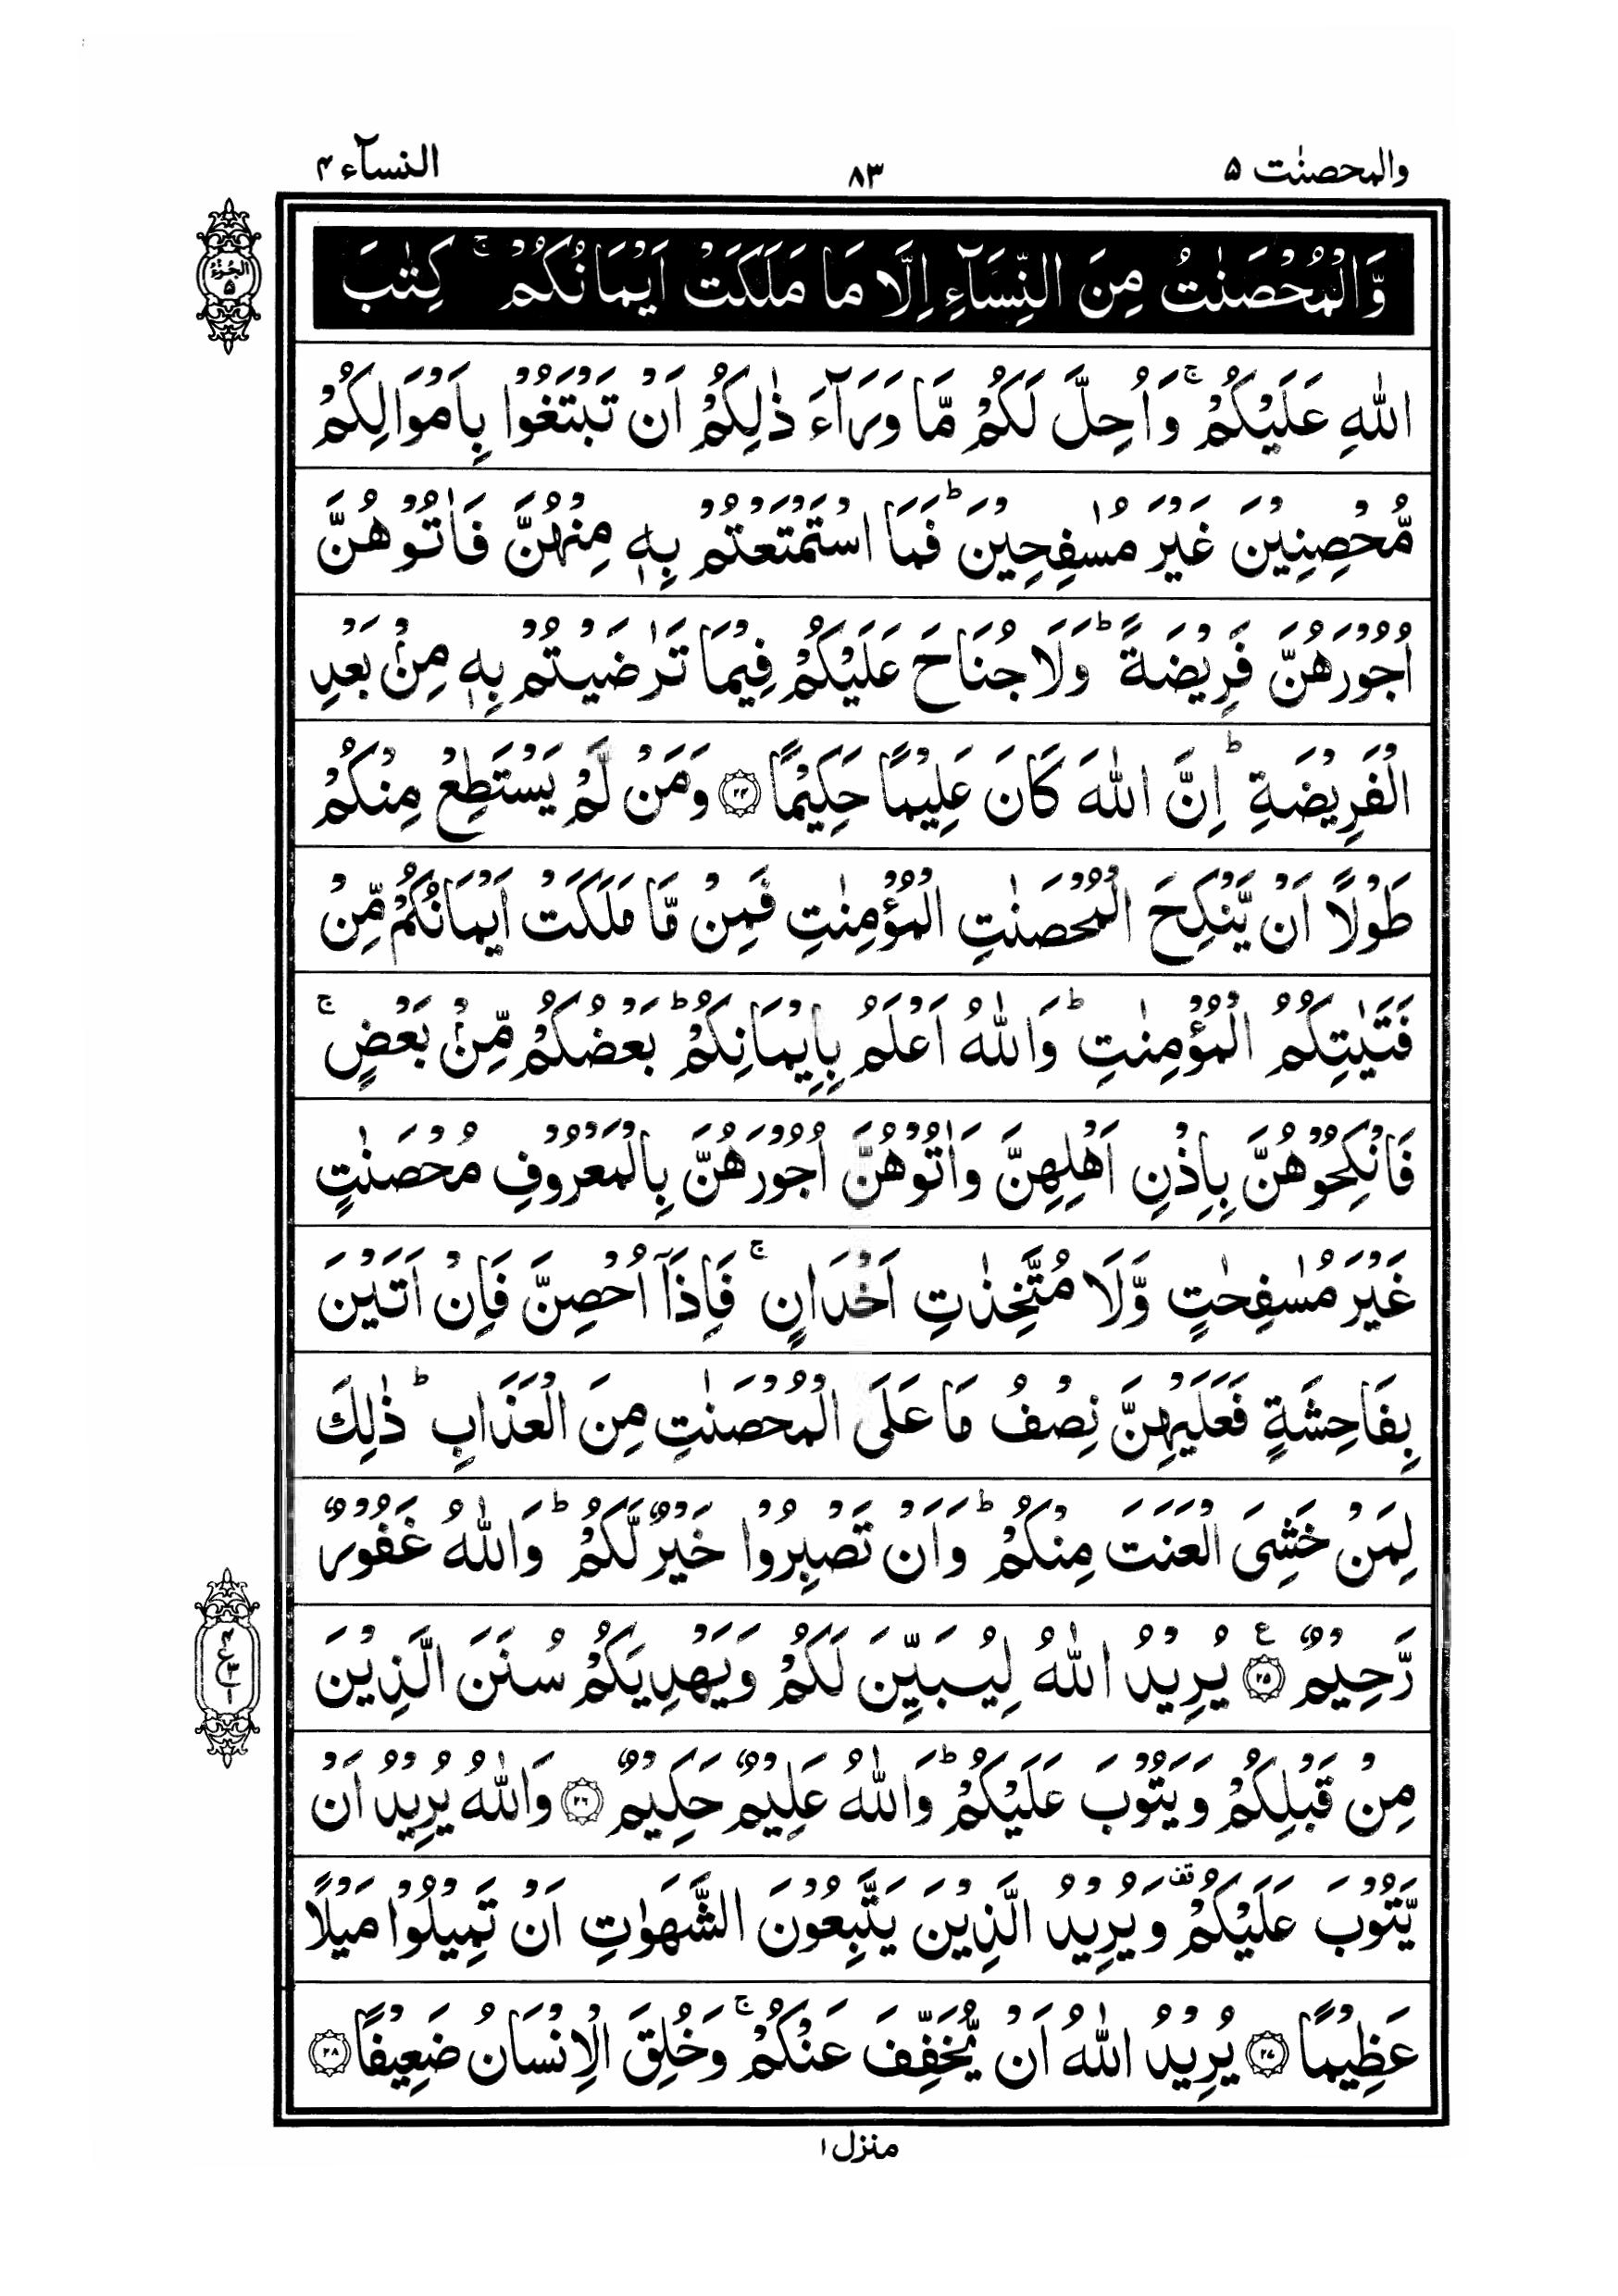 والمحصنٰت ۵
۸۳
النسآء ۴
وَّالْمُحْصَنٰتُ مِنَ النِّسَآءِ اِلَّا مَا مَلَكَتْ اَيْمَانُكُمْ ۚ كِتٰبَ
الجزء ۵
اللّٰهِ عَلَيْكُمْ ۚ وَاُحِلَّ لَكُمْ مَّا وَرَآءَ ذٰلِكُمْ اَنْ تَبْتَغُوْا بِاَمْوَالِكُمْ
مُّحْصِنِيْنَ غَيْرَ مُسٰفِحِيْنَ ؕ فَمَا اسْتَمْتَعْتُمْ بِهٖ مِنْهُنَّ فَاٰتُوْهُنَّ
اُجُوْرَهُنَّ فَرِيْضَةً ؕ وَلَا جُنَاحَ عَلَيْكُمْ فِيْمَا تَرٰضَيْتُمْ بِهٖ مِنْۢ بَعْدِ
الْفَرِيْضَةِ ؕ اِنَّ اللّٰهَ كَانَ عَلِيْمًا حَكِيْمًا ۝۲۴ وَمَنْ لَّمْ يَسْتَطِعْ مِنْكُمْ
طَوْلًا اَنْ يَّنْكِحَ الْمُحْصَنٰتِ الْمُؤْمِنٰتِ فَمِنْ مَّا مَلَكَتْ اَيْمَانُكُمْ مِّنْ
فَتَيٰتِكُمُ الْمُؤْمِنٰتِ ؕ وَاللّٰهُ اَعْلَمُ بِاِيْمَانِكُمْ ؕ بَعْضُكُمْ مِّنْۢ بَعْضٍ ۚ
فَانْكِحُوْهُنَّ بِاِذْنِ اَهْلِهِنَّ وَاٰتُوْهُنَّ اُجُوْرَهُنَّ بِالْمَعْرُوْفِ مُحْصَنٰتٍ
غَيْرَ مُسٰفِحٰتٍ وَّلَا مُتَّخِذٰتِ اَخْدَانٍ ۚ فَاِذَآ اُحْصِنَّ فَاِنْ اَتَيْنَ
بِفَاحِشَةٍ فَعَلَيْهِنَّ نِصْفُ مَا عَلَى الْمُحْصَنٰتِ مِنَ الْعَذَابِ ؕ ذٰلِكَ
لِمَنْ خَشِىَ الْعَنَتَ مِنْكُمْ ؕ وَاَنْ تَصْبِرُوْا خَيْرٌ لَّكُمْ ؕ وَاللّٰهُ غَفُوْرٌ
رَّحِيْمٌ ۝۲۵ ع يُرِيْدُ اللّٰهُ لِيُبَيِّنَ لَكُمْ وَيَهْدِيَكُمْ سُنَنَ الَّذِيْنَ
مِنْ قَبْلِكُمْ وَيَتُوْبَ عَلَيْكُمْ ؕ وَاللّٰهُ عَلِيْمٌ حَكِيْمٌ ۝۲۶ وَاللّٰهُ يُرِيْدُ اَنْ
يَّتُوْبَ عَلَيْكُمْ قف وَيُرِيْدُ الَّذِيْنَ يَتَّبِعُوْنَ الشَّهَوٰتِ اَنْ تَمِيْلُوْا مَيْلًا
عَظِيْمًا ۝۲۷ يُرِيْدُ اللّٰهُ اَنْ يُّخَفِّفَ عَنْكُمْ ۚ وَخُلِقَ الْاِنْسَانُ ضَعِيْفًا ۝۲۸
منزل ۱